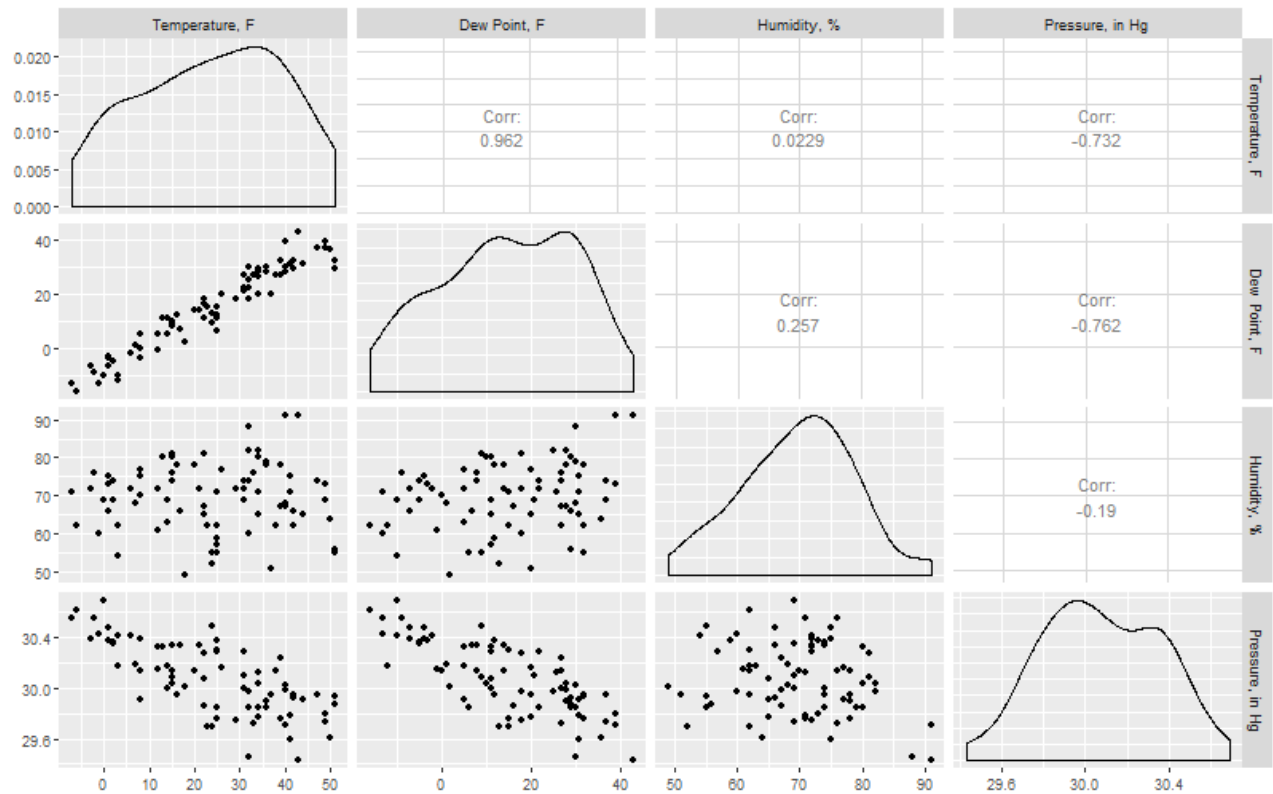 Temperature, F
Dew Point, F
Humidity, %
Pressure, in Hg
0.020
0.015
0.010
0.005
0.000
Corr:
0.962
Corr:
0.0229
Corr:
-0.732
Temperature, F
40
20
0
Corr:
0.257
Corr:
-0.762
Dew Point, F
90
80
70
60
50
Corr:
-0.19
Humidity, %
30.4
30.0
29.6
Pressure, in Hg
0 10 20 30 40 50
0 20 40
50 60 70 80 90
29.6 30.0 30.4